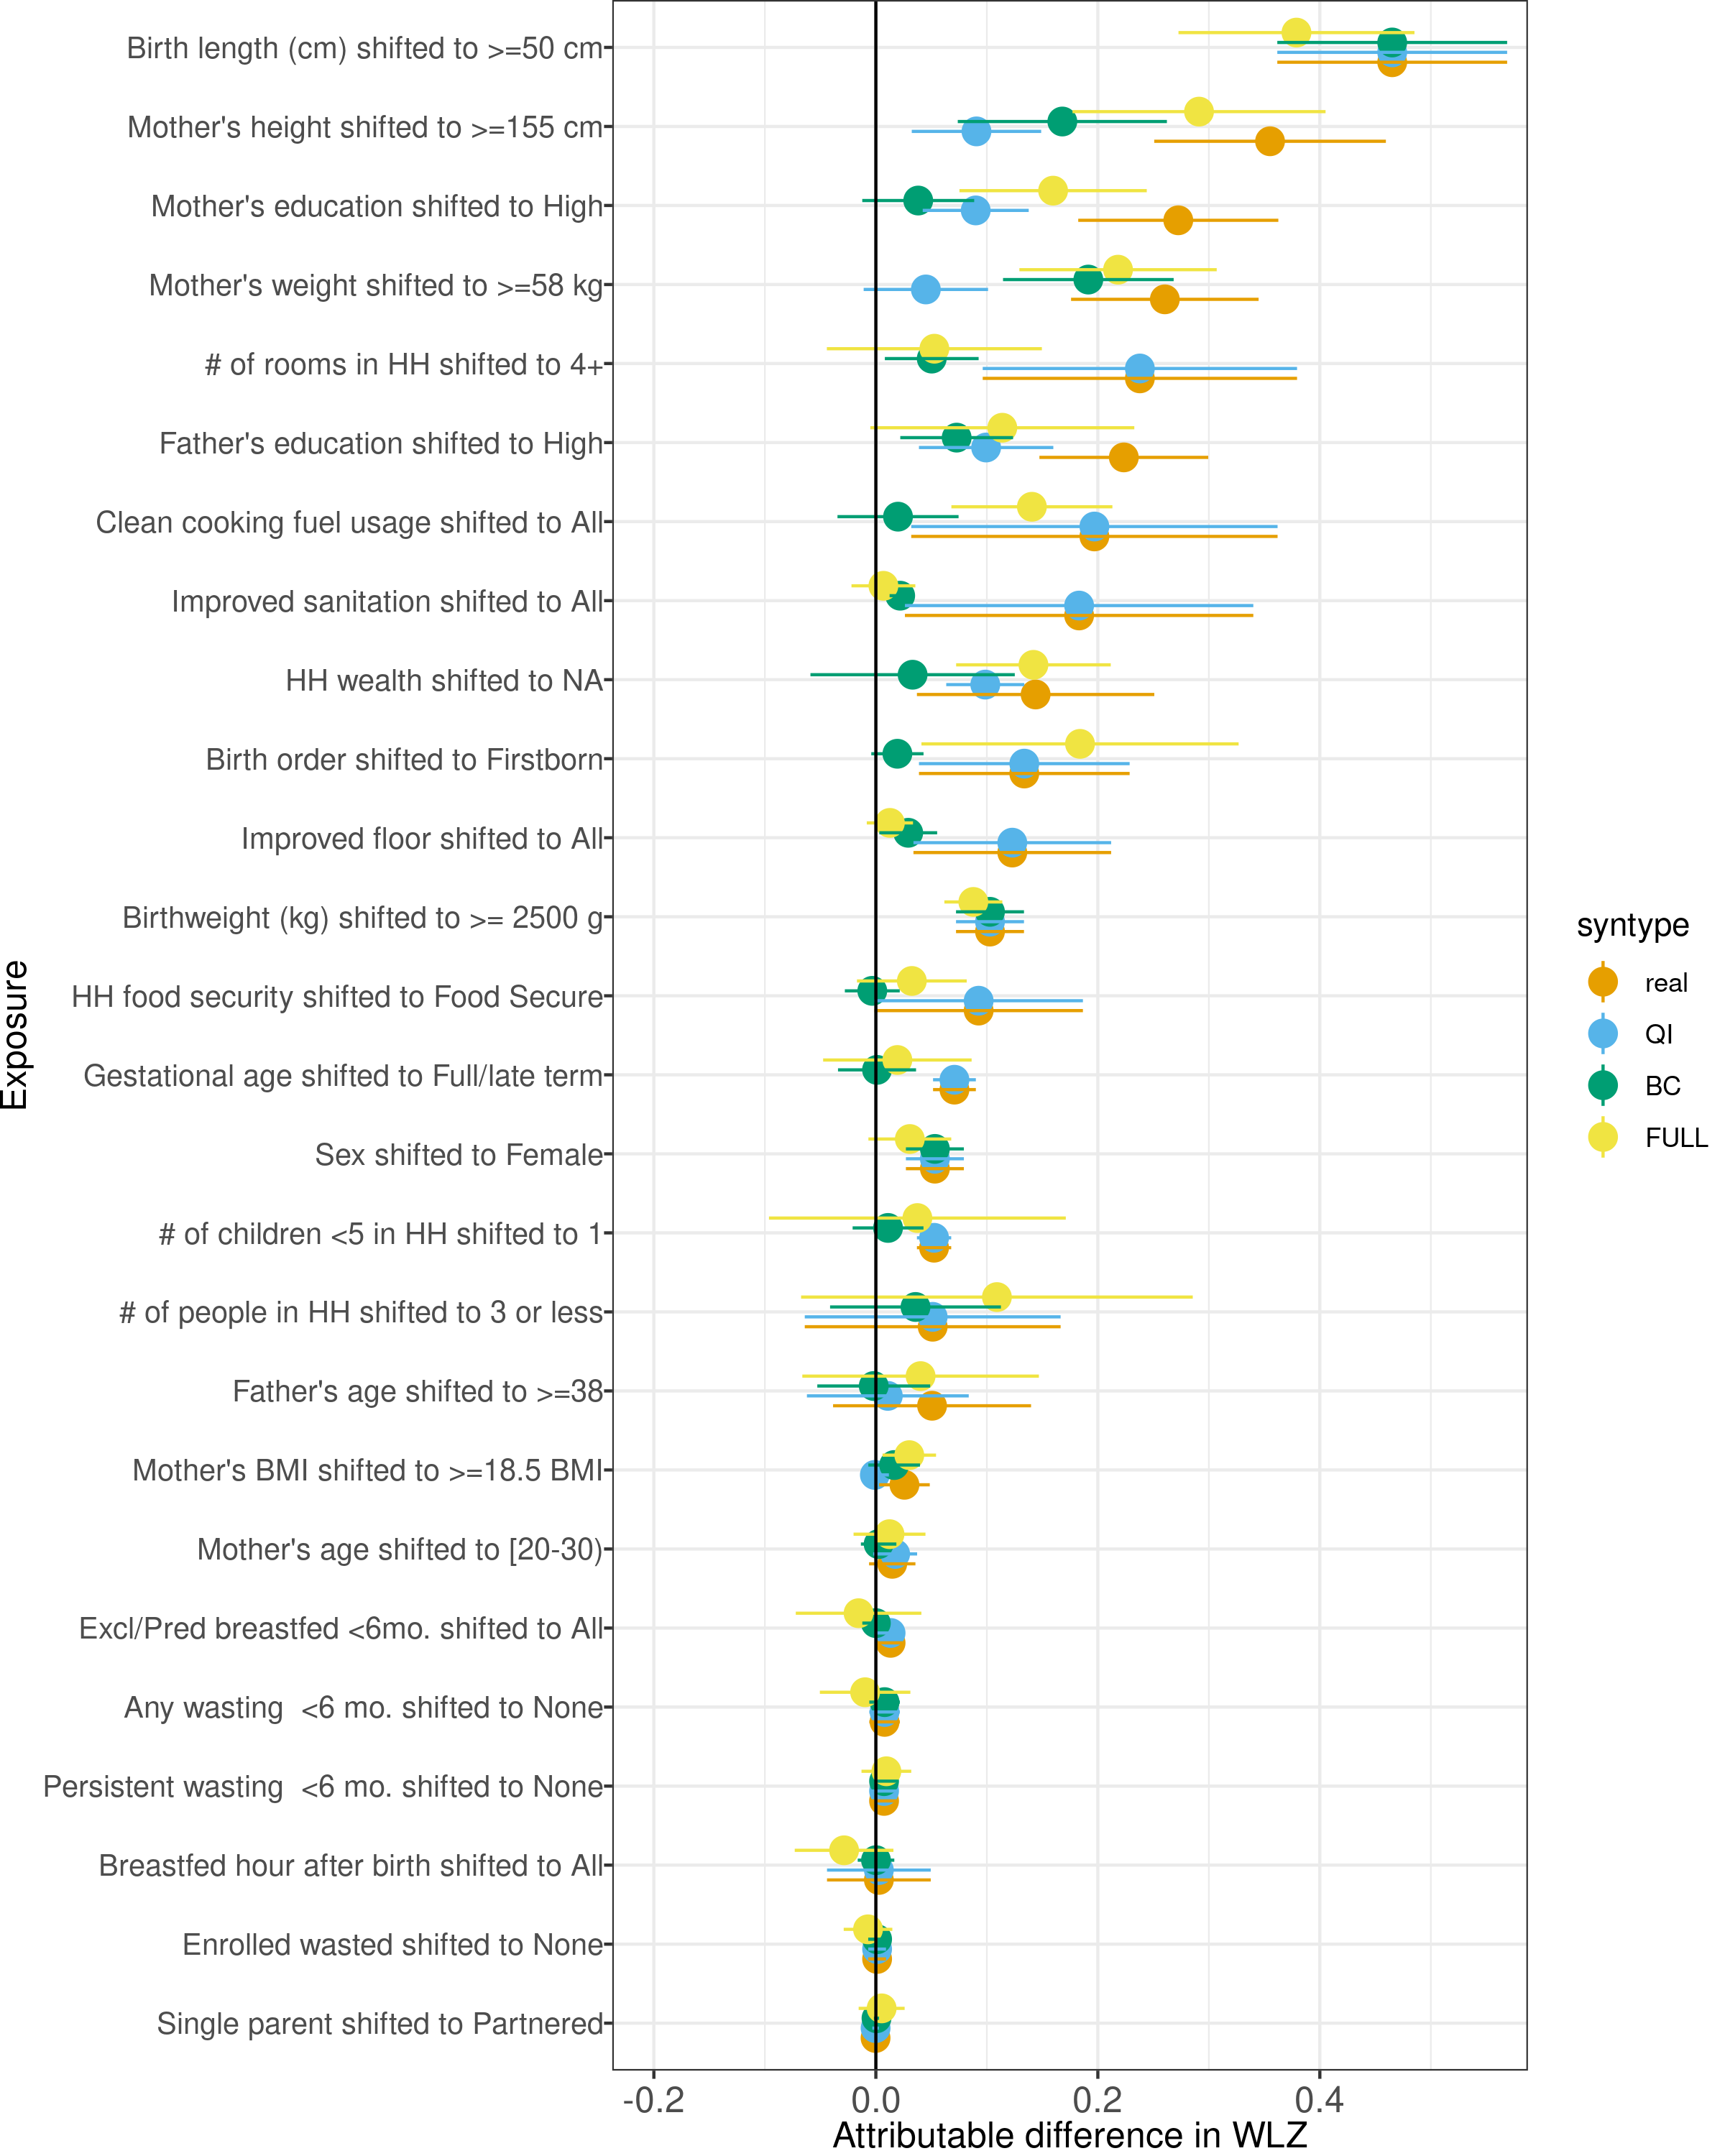 Exposure
Birth length (cm) shifted to >=50 cm
Mother's height shifted to >=155 cm
Mother's education shifted to High
Mother's weight shifted to >=58 kg
# of rooms in HH shifted to 4+
Father's education shifted to High
Clean cooking fuel usage shifted to All
Improved sanitation shifted to All
HH wealth shifted to NA
Birth order shifted to Firstborn
Improved floor shifted to All
Birthweight (kg) shifted to >= 2500 g
HH food security shifted to Food Secure
Gestational age shifted to Full/late term
Sex shifted to Female
# of children <5 in HH shifted to 1
# of people in HH shifted to 3 or less
Father's age shifted to >=38
Mother's BMI shifted to >=18.5 BMI
Mother's age shifted to [20-30)
Excl/Pred breastfed <6mo. shifted to All
Any wasting  <6 mo. shifted to None
Persistent wasting  <6 mo. shifted to None
Breastfed hour after birth shifted to All
Enrolled wasted shifted to None
Single parent shifted to Partnered
-0.2 0.0 0.2 0.4
Attributable difference in WLZ
syntype
real
QI
BC
FULL